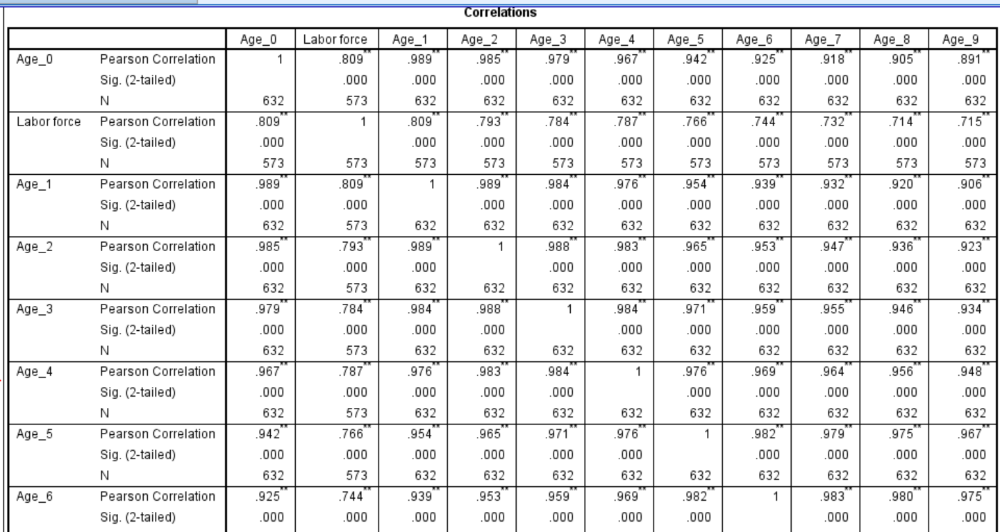 Correlations
Age_0 Labor force Age_1 Age_2 Age_3 Age_4 Age_5 Age_6 Age_7 Age_8 Age_9
Age_0 Pearson Correlation 1 .809** .989** .985** .979** .967** .942** .925** .918** .905** .891**
Sig. (2-tailed) .000 .000 .000 .000 .000 .000 .000 .000 .000 .000
N 632 573 632 632 632 632 632 632 632 632 632
Labor force Pearson Correlation .809** 1 .809** .793** .784** .787** .766** .744** .732** .714** .715**
Sig. (2-tailed) .000 .000 .000 .000 .000 .000 .000 .000 .000 .000
N 573 573 573 573 573 573 573 573 573 573 573
Age_1 Pearson Correlation .989** .809** 1 .989** .984** .976** .954** .939** .932** .920** .906**
Sig. (2-tailed) .000 .000 .000 .000 .000 .000 .000 .000 .000 .000
N 632 573 632 632 632 632 632 632 632 632 632
Age_2 Pearson Correlation .985** .793** .989** 1 .988** .983** .965** .953** .947** .936** .923**
Sig. (2-tailed) .000 .000 .000 .000 .000 .000 .000 .000 .000 .000
N 632 573 632 632 632 632 632 632 632 632 632
Age_3 Pearson Correlation .979** .784** .984** .988** 1 .984** .971** .959** .955** .946** .934**
Sig. (2-tailed) .000 .000 .000 .000 .000 .000 .000 .000 .000 .000
N 632 573 632 632 632 632 632 632 632 632 632
Age_4 Pearson Correlation .967** .787** .976** .983** .984** 1 .976** .969** .964** .956** .948**
Sig. (2-tailed) .000 .000 .000 .000 .000 .000 .000 .000 .000 .000
N 632 573 632 632 632 632 632 632 632 632 632
Age_5 Pearson Correlation .942** .766** .954** .965** .971** .976** 1 .982** .979** .975** .967**
Sig. (2-tailed) .000 .000 .000 .000 .000 .000 .000 .000 .000 .000
N 632 573 632 632 632 632 632 632 632 632 632
Age_6 Pearson Correlation .925** .744** .939** .953** .959** .969** .982** 1 .983** .980** .975**
Sig. (2-tailed) .000 .000 .000 .000 .000 .000 .000 .000 .000 .000